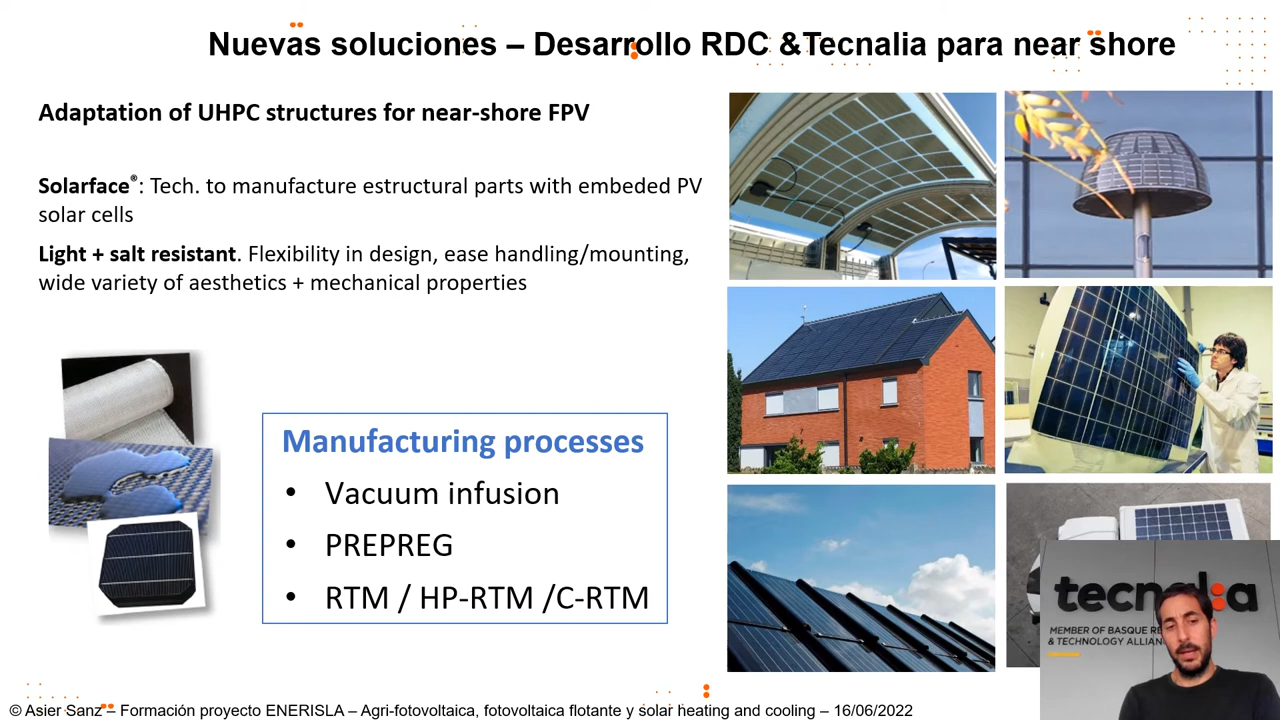 Nuevas soluciones – Desarrollo RDC &Tecnalia para near shore
Adaptation of UHPC structures for near-shore FPV
Solarface®: Tech. to manufacture estructural parts with embeded PV
solar cells
Light + salt resistant. Flexibility in design, ease handling/mounting,
wide variety of aesthetics + mechanical properties
Manufacturing processes
• Vacuum infusion
• PREPREG
• RTM / HP-RTM /C-RTM
tecnalia
MEMBER OF BASQUE
& TECHNOLOGY
© Asier Sanz – Formación proyecto ENERISLA – Agri-fotovoltaica, fotovoltaica flotante y solar heating and cooling – 16/06/2022